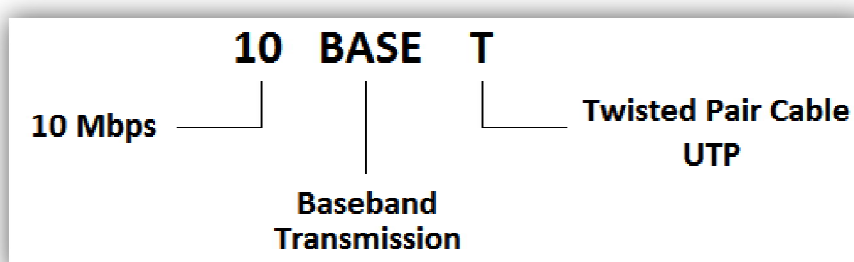 10 BASE T
10 Mbps
Twisted Pair Cable
UTP
Baseband
Transmission